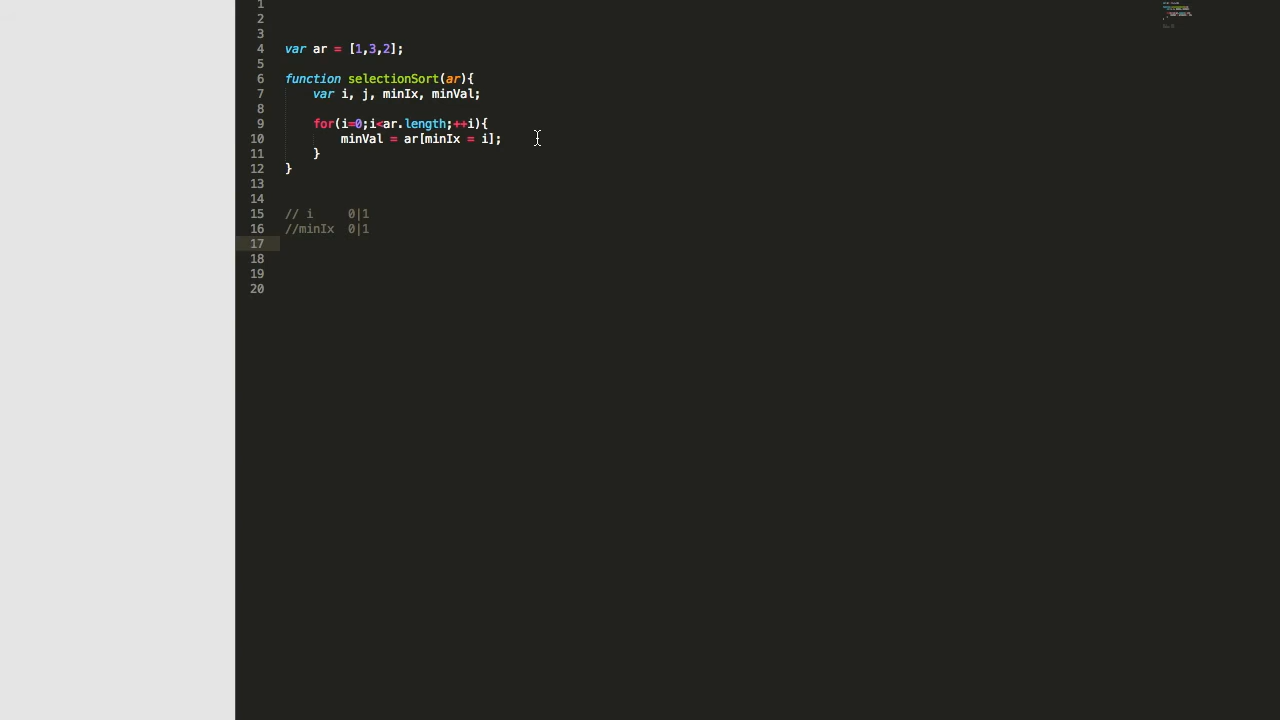 1
2
3
4 var ar = [1,3,2];
5
6 function selectionSort(ar){
7 var i, j, minIx, minVal;
8
9 for(i=0;i<ar.length;++i){
10 minVal = ar[minIx = i];
11 }
12 }
13
14
15 // i 0|1
16 //minIx 0|1
17
18
19
20